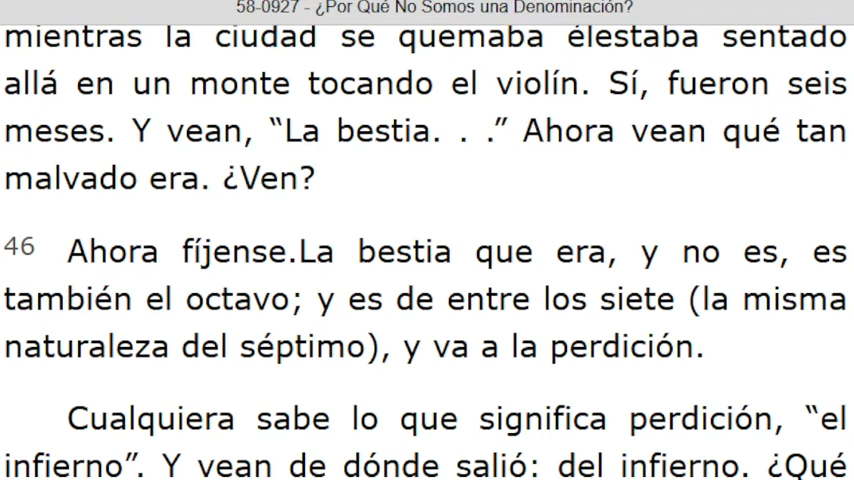 58-0927 - ¿Por Qué No Somos una Denominación?
mientras la ciudad se quemaba élestaba sentado
allá en un monte tocando el violín. Sí, fueron seis
meses. Y vean, “La bestia. . .” Ahora vean qué tan
malvado era. ¿Ven?
46 Ahora fíjense.La bestia que era, y no es, es
también el octavo; y es de entre los siete (la misma
naturaleza del séptimo), y va a la perdición.
Cualquiera sabe lo que significa perdición, “el
infierno”. Y vean de dónde salió: del infierno. ¿Qué